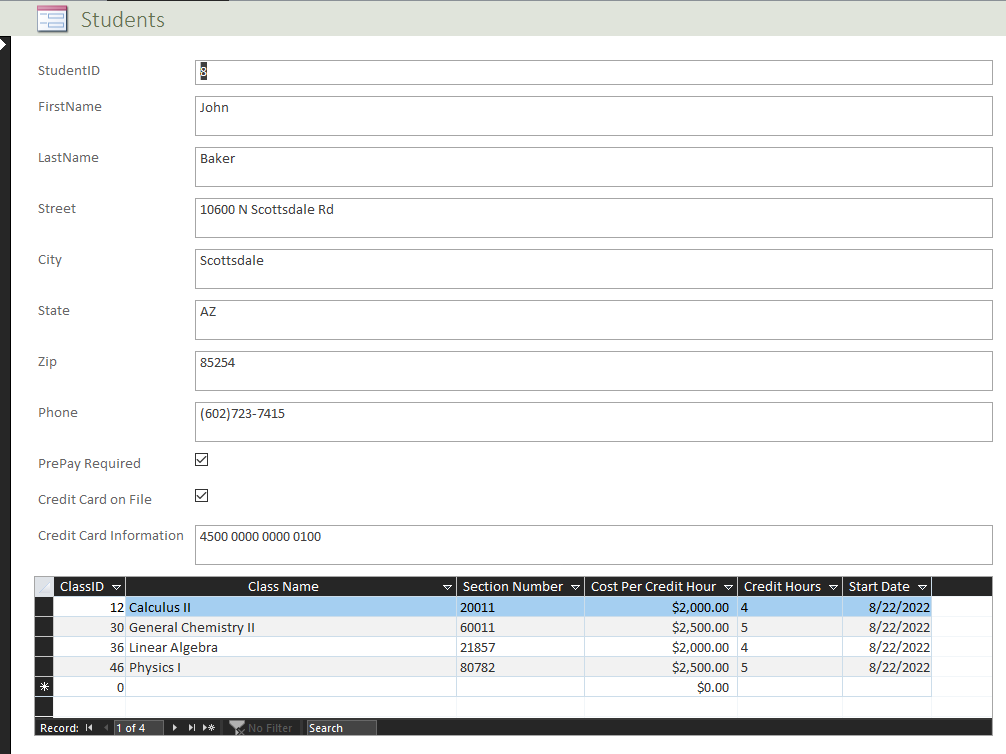 Students
StudentID 8
FirstName John
LastName Baker
Street 10600 N Scottsdale Rd
City Scottsdale
State AZ
Zip 85254
Phone (602)723-7415
PrePay Required
Credit Card on File
Credit Card Information 4500 0000 0000 0100
ClassID Class Name Section Number Cost Per Credit Hour Credit Hours Start Date
12 Calculus II 20011 $2,000.00 4 8/22/2022
30 General Chemistry II 60011 $2,500.00 5 8/22/2022
36 Linear Algebra 21857 $2,000.00 4 8/22/2022
46 Physics I 80782 $2,500.00 5 8/22/2022
0 $0.00
Record: 1 of 4 No Filter Search